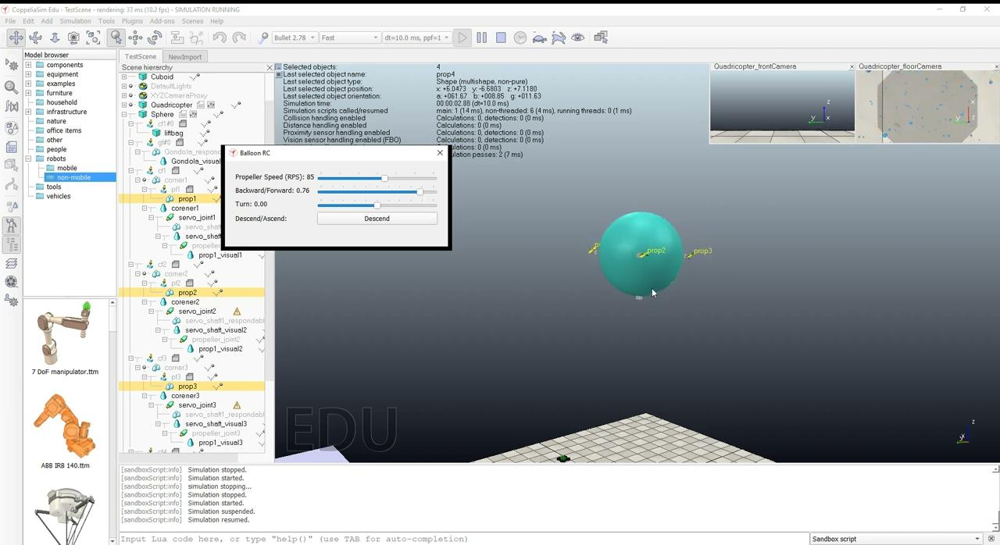 CoppeliaSim Edu - TestScene - rendering: 33 ms (18.2 fps) - SIMULATION RUNNING
File Edit Add Simulation Tools Plugins Add-ons Scenes Help
Bullet 2.78 Fast dt=10.0 ms, ppf=1
Model browser
components
equipment
examples
furniture
household
infrastructure
nature
office items
other
people
robots
mobile
non-mobile
tools
vehicles
7 DoF manipulator.ttm
ABB IRB 140.ttm
TestScene NewImport
Scene hierarchy
Cuboid
DefaultLights
XYZCameraProxy
Quadricopter
Sphere
cf1#0
liftbag
gf#0
Gondola_respon
Gondola_visual
cf1
corner1
pf1
prop1
corener1
servo_joint1
servo_sha
servo_shaf
propelle
prop1_visual1
cf2
corner2
pf2
prop2
corener2
servo_joint2
servo_shaft1_respondabl
servo_shaft_visual2
propeller_joint2
prop1_visual2
cf3
corner3
pf3
prop3
corener3
servo_joint3
servo_shaft1_respondabl
servo_shaft_visual3
propeller_joint3
prop1_visual3
Selected objects: 4
Last selected object name: prop4
Last selected object type: Shape (multishape, non-pure)
Last selected object position: x: +6.0473 y: -6.6803 z: +7.1180
Last selected object orientation: a: +061.67 b: +008.85 g: +011.63
Simulation time: 00:00:02.88 (dt=10.0 ms)
Simulation scripts called/resumed main: 1 (14 ms), non-threaded: 6 (4 ms), running threads: 0 (1 ms)
Collision handling enabled Calculations: 0, detections: 0 (0 ms)
Distance handling enabled Calculations: 0 (0 ms)
Proximity sensor handling enabled Calculations: 0, detections: 0 (0 ms)
Vision sensor handling enabled (FBO) Calculations: 0, detections: 0 (0 ms)
ulations: 0 (0 ms)
ulation passes: 2 (7 ms)
Balloon RC
Propeller Speed (RPS): 85
Backward/Forward: 0.76
Turn: 0.00
Descend/Ascend: Descend
Quadricopter_frontCamera
z
y x
Quadricopter_floorCamera
x
y z
prop2 prop3
EDU
z
x
y
[sandboxScript:info] Simulation stopped.
[sandboxScript:info] Simulation started.
[sandboxScript:info] simulation stopping...
[sandboxScript:info] Simulation stopped.
[sandboxScript:info] Simulation started.
[sandboxScript:info] Simulation suspended.
[sandboxScript:info] Simulation resumed.
Input Lua code here, or type "help()" (use TAB for auto-completion)
Sandbox script